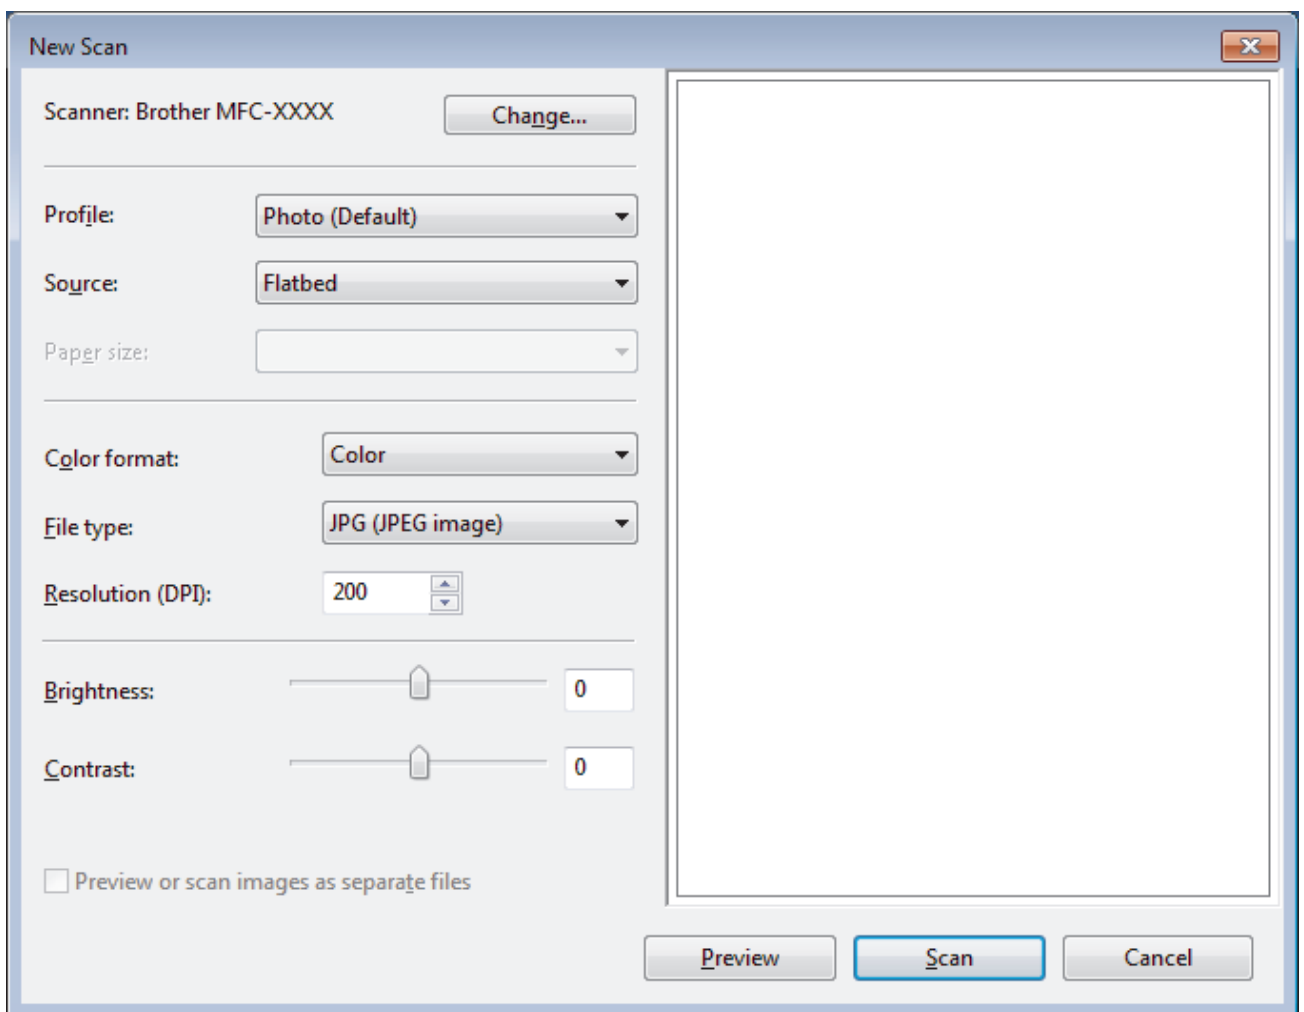 New Scan
Scanner: Brother MFC-XXXX
Change...
Profile:
Photo (Default)
Source:
Flatbed
Paper size:
Color format:
Color
File type:
JPG (JPEG image)
Resolution (DPI):
200
Brightness:
0
Contrast:
0
Preview or scan images as separate files
Preview
Scan
Cancel